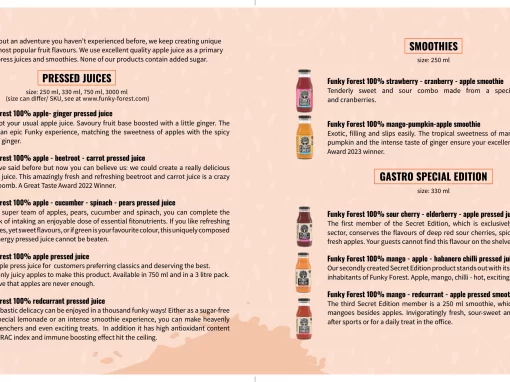 out an adventure you haven't experienced before, we keep creating unique
ost popular fruit flavours. We use excellent quality apple juice as a primary
ress juices and smoothies. None of our products contain added sugar.
PRESSED JUICES
size: 250 ml, 330 ml, 750 ml, 3000 ml
(size can differ/ SKU, see at www.funky-forest.com)
rest 100% apple- ginger pressed juice
ot your usual apple juice. Savoury fruit base boosted with a little ginger. The
an epic Funky experience, matching the sweetness of apples with the spicy
ginger.
rest 100% apple - beetroot - carrot pressed juice
ve said before but now you can believe us: we could create a really delicious
juice. This amazingly fresh and refreshing beetroot and carrot juice is a crazy
omb. A Great Taste Award 2022 Winner.
rest 100% apple - cucumber - spinach - pears pressed juice
super team of apples, pears, cucumber and spinach, you can complete the
k of intaking an enjoyable dose of essential fitonutrients. If you like refreshing
es, yet sweet flavours, or if green is your favourite colour, this uniquely composed
ergy pressed juice cannot be beaten.
rest 100% apple pressed juice
ple press juice for customers preferring classics and deserving the best.
nly juicy apples to make this product. Available in 750 ml and in a 3 litre pack.
ve that apples are never enough.
rest 100% redcurrant pressed juice
bastic delicacy can be enjoyed in a thousand funky ways! Either as a sugar-free
pecial lemonade or an intense smoothie experience, you can make heavenly
enchers and even exciting treats. In addition it has high antioxidant content
RAC index and immune boosting effect hit the ceiling.
SMOOTHIES
size: 250 ml
Funky Forest 100% strawberry - cranberry - apple smoothie
Tenderly sweet and sour combo made from a speci
and cranberries.
Funky Forest 100% mango-pumpkin-apple smoothie
Exotic, filling and slips easily. The tropical sweetness of man
pumpkin and the intense taste of ginger ensure your excellen
Award 2023 winner.
GASTRO SPECIAL EDITION
size: 330 ml
Funky Forest 100% sour cherry - elderberry - apple pressed ju
The first member of the Secret Edition, which is exclusively
sector, conserves the flavours of deep red sour cherries, spic
fresh apples. Your guests cannot find this flavour on the shelve
Funky Forest 100% mango - apple - habanero chilli pressed jui
Our secondly created Secret Edition product stands out with its
inhabitants of Funky Forest. Apple, mango, chilli - hot, exciting
Funky Forest 100% mango - redcurrant - apple pressed smoot
The third Secret Edition member is a 250 ml smoothie, whic
mangoes besides apples. Invigoratingly fresh, sour-sweet and
after sports or for a daily treat in the office.